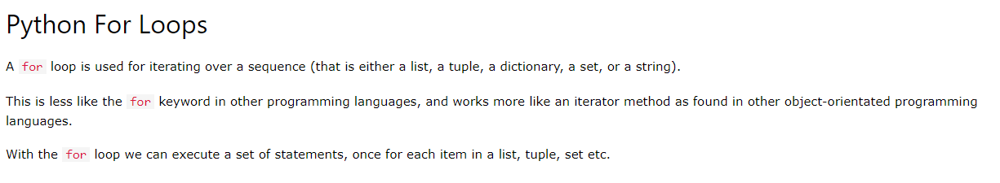 Python For Loops
A for loop is used for iterating over a sequence (that is either a list, a tuple, a dictionary, a set, or a string).
This is less like the for keyword in other programming languages, and works more like an iterator method as found in other object-orientated programming
languages.
With the for loop we can execute a set of statements, once for each item in a list, tuple, set etc.